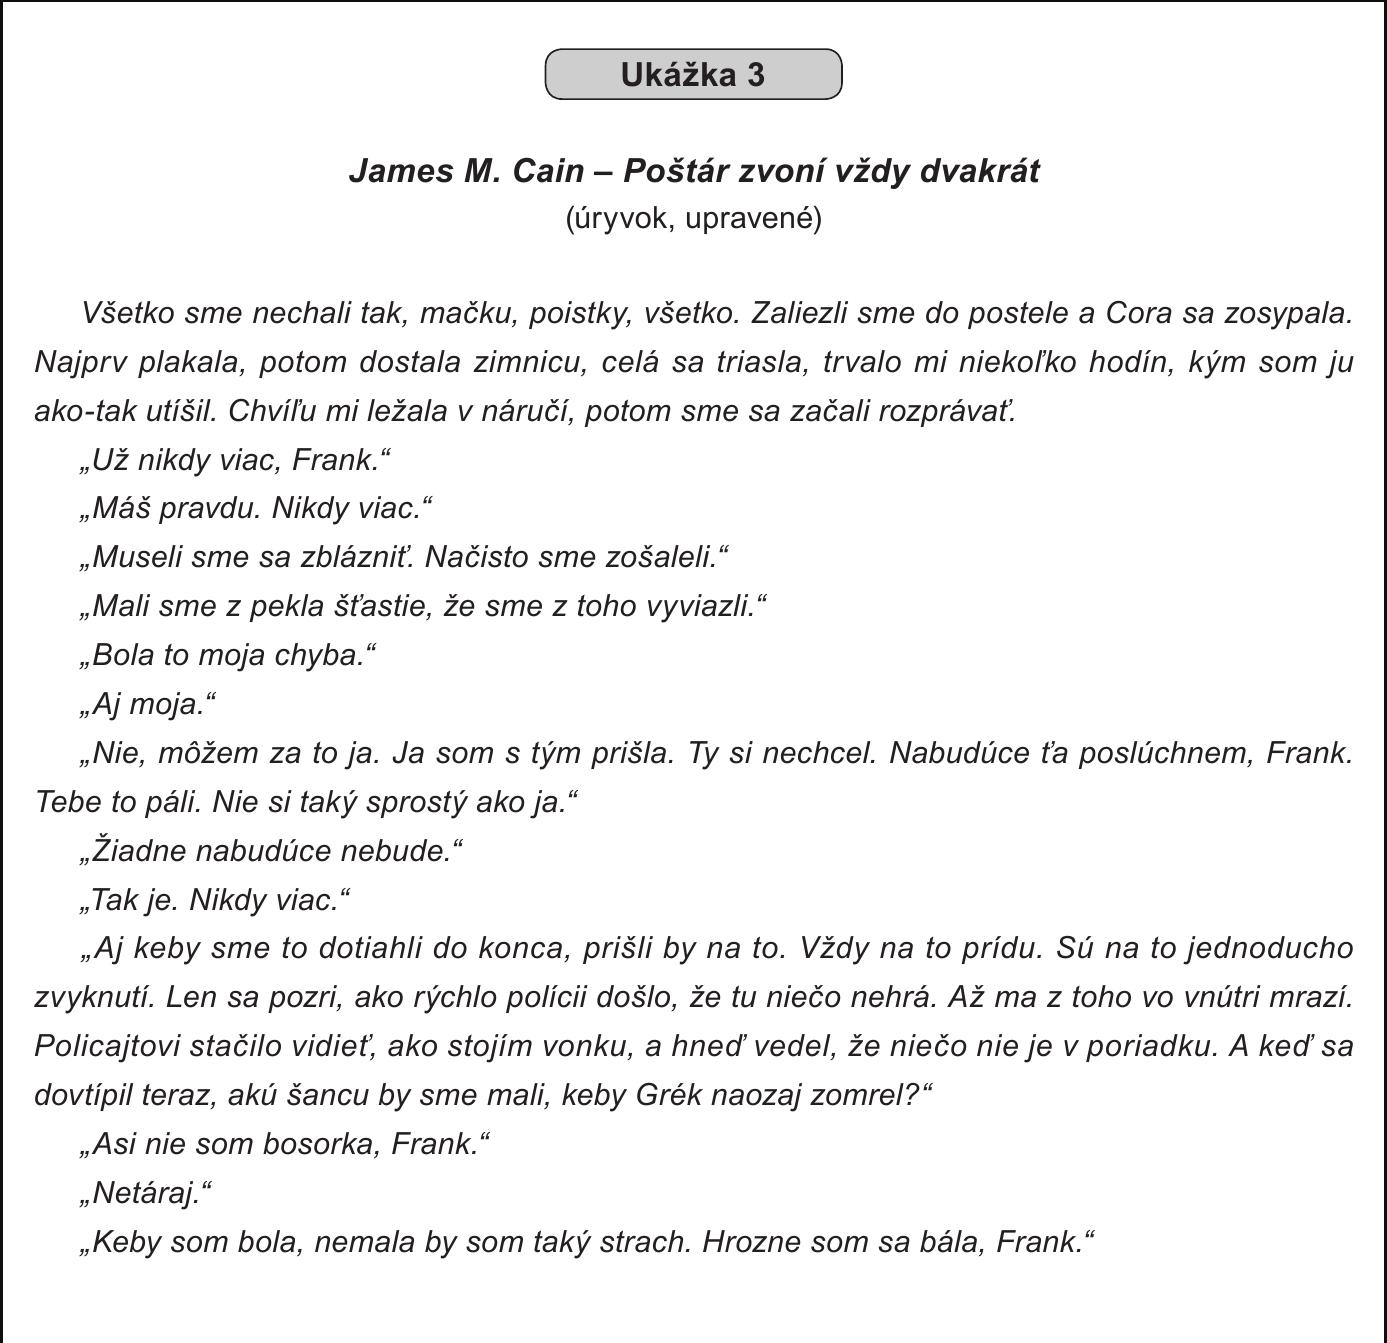 Ukážka 3
James M. Cain – Poštár zvoní vždy dvakrát
(úryvok, upravené)
Všetko sme nechali tak, mačku, poistky, všetko. Zaliezli sme do postele a Cora sa zosypala.
Najprv plakala, potom dostala zimnicu, celá sa triasla, trvalo mi niekoľko hodín, kým som ju
ako-tak utíšil. Chvíľu mi ležala v náručí, potom sme sa začali rozprávať.
„Už nikdy viac, Frank.“
„Máš pravdu. Nikdy viac.“
„Museli sme sa zblázniť. Načisto sme zošaleli.“
„Mali sme z pekla šťastie, že sme z toho vyviazli.“
„Bola to moja chyba.“
„Aj moja.“
„Nie, môžem za to ja. Ja som s tým prišla. Ty si nechcel. Nabudúce ťa poslúchnem, Frank.
Tebe to páli. Nie si taký sprostý ako ja.“
„Žiadne nabudúce nebude.“
„Tak je. Nikdy viac.“
„Aj keby sme to dotiahli do konca, prišli by na to. Vždy na to prídu. Sú na to jednoducho
zvyknutí. Len sa pozri, ako rýchlo polícii došlo, že tu niečo nehrá. Až ma z toho vo vnútri mrazí.
Policajtovi stačilo vidieť, ako stojím vonku, a hneď vedel, že niečo nie je v poriadku. A keď sa
dovtípil teraz, akú šancu by sme mali, keby Grék naozaj zomrel?“
„Asi nie som bosorka, Frank.“
„Netáraj.“
„Keby som bola, nemala by som taký strach. Hrozne som sa bála, Frank.“